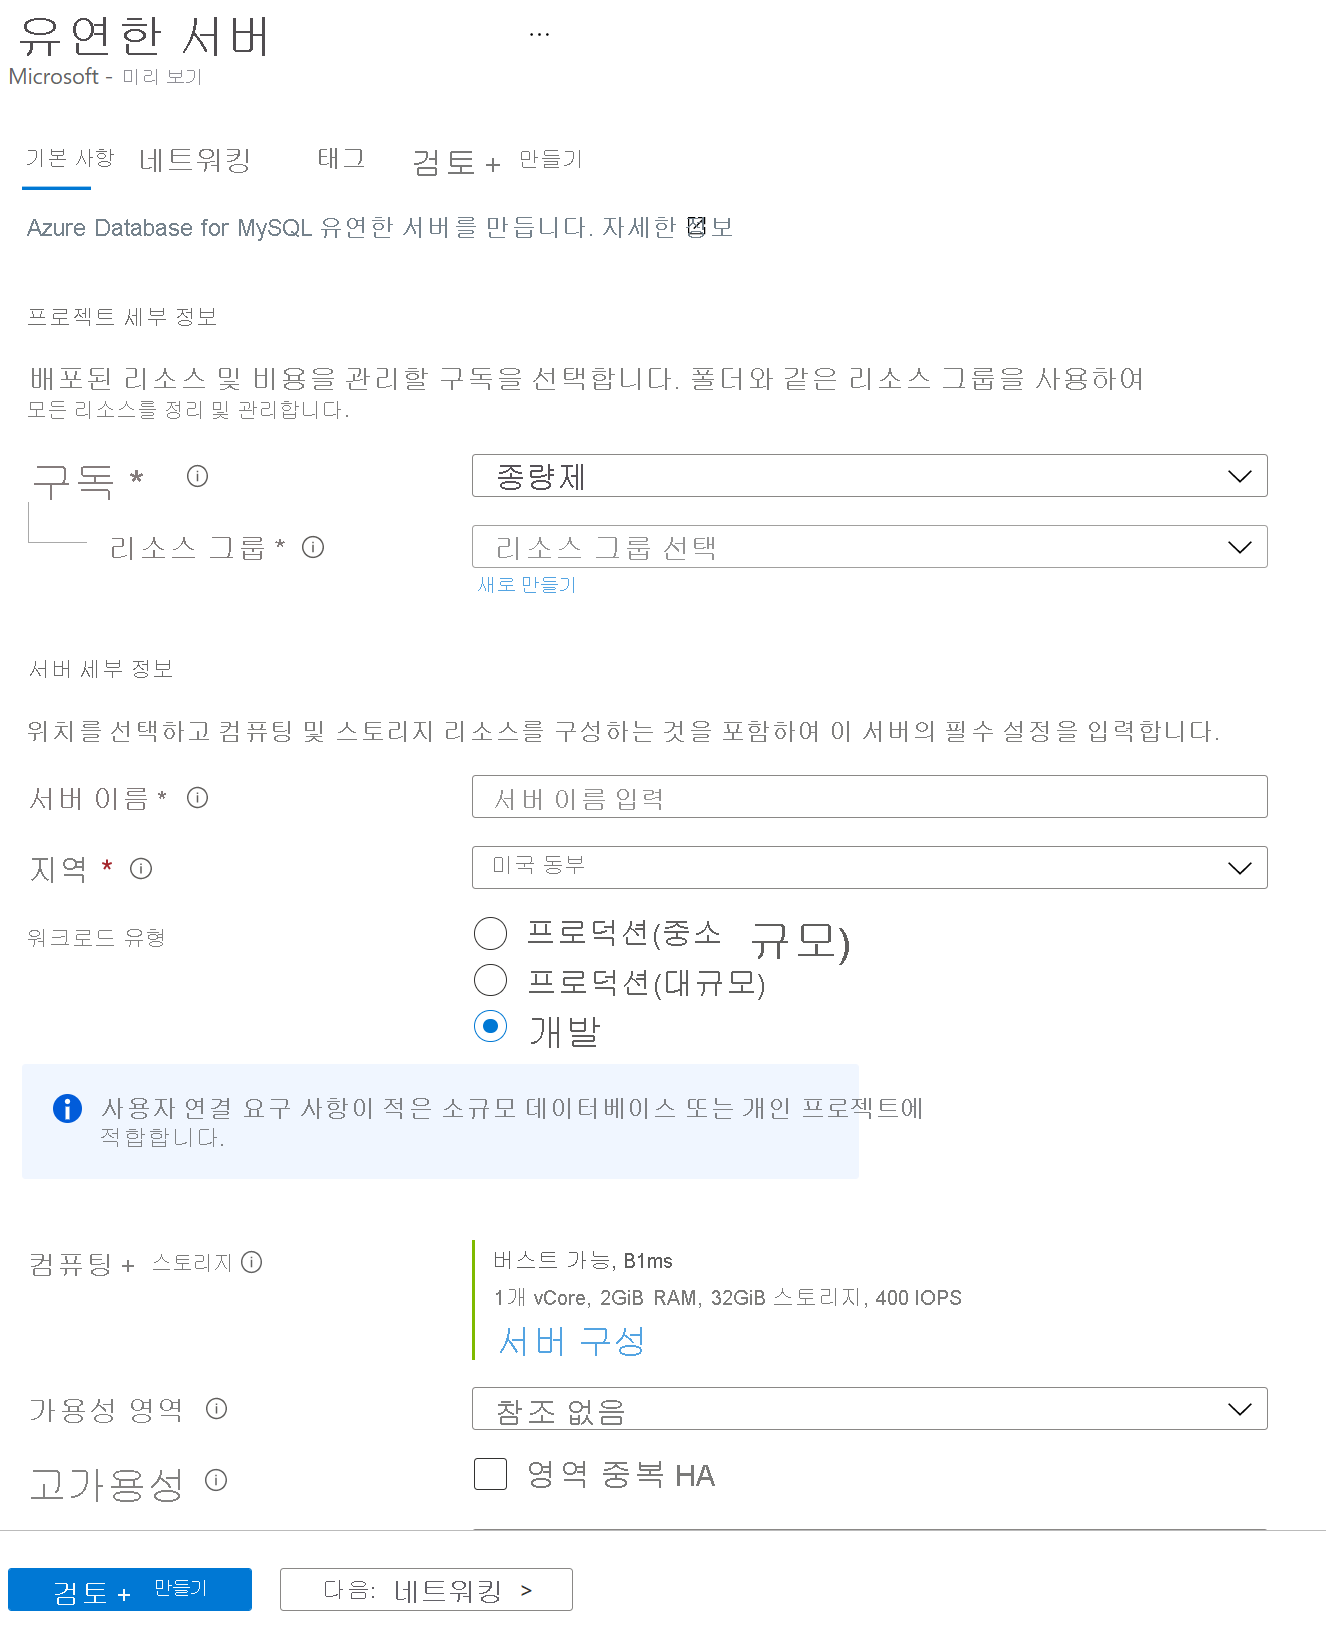 유연한 서버 ...
Microsoft - 미리 보기
기본 사항 네트워킹 태그 검토 + 만들기
Azure Database for MySQL 유연한 서버를 만듭니다. 자세한 정보
프로젝트 세부 정보
배포된 리소스 및 비용을 관리할 구독을 선택합니다. 폴더와 같은 리소스 그룹을 사용하여
모든 리소스를 정리 및 관리합니다.
구독 * 종량제
리소스 그룹 * 리소스 그룹 선택
새로 만들기
서버 세부 정보
위치를 선택하고 컴퓨팅 및 스토리지 리소스를 구성하는 것을 포함하여 이 서버의 필수 설정을 입력합니다.
서버 이름 * 서버 이름 입력
지역 * 미국 동부
워크로드 유형 프로덕션(중소 규모)
프로덕션(대규모)
개발
사용자 연결 요구 사항이 적은 소규모 데이터베이스 또는 개인 프로젝트에
적합합니다.
컴퓨팅 + 스토리지 버스트 가능, B1ms
1개 vCore, 2GiB RAM, 32GiB 스토리지, 400 IOPS
서버 구성
가용성 영역 참조 없음
고가용성 영역 중복 HA
검토 + 만들기 다음: 네트워킹 >